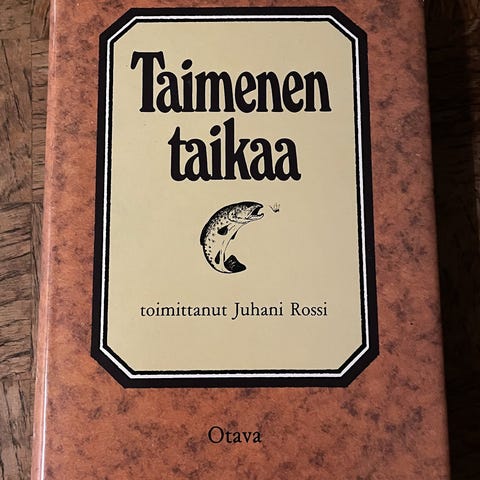 Taimenen
taikaa
toimittanut Juhani Rossi
Otava